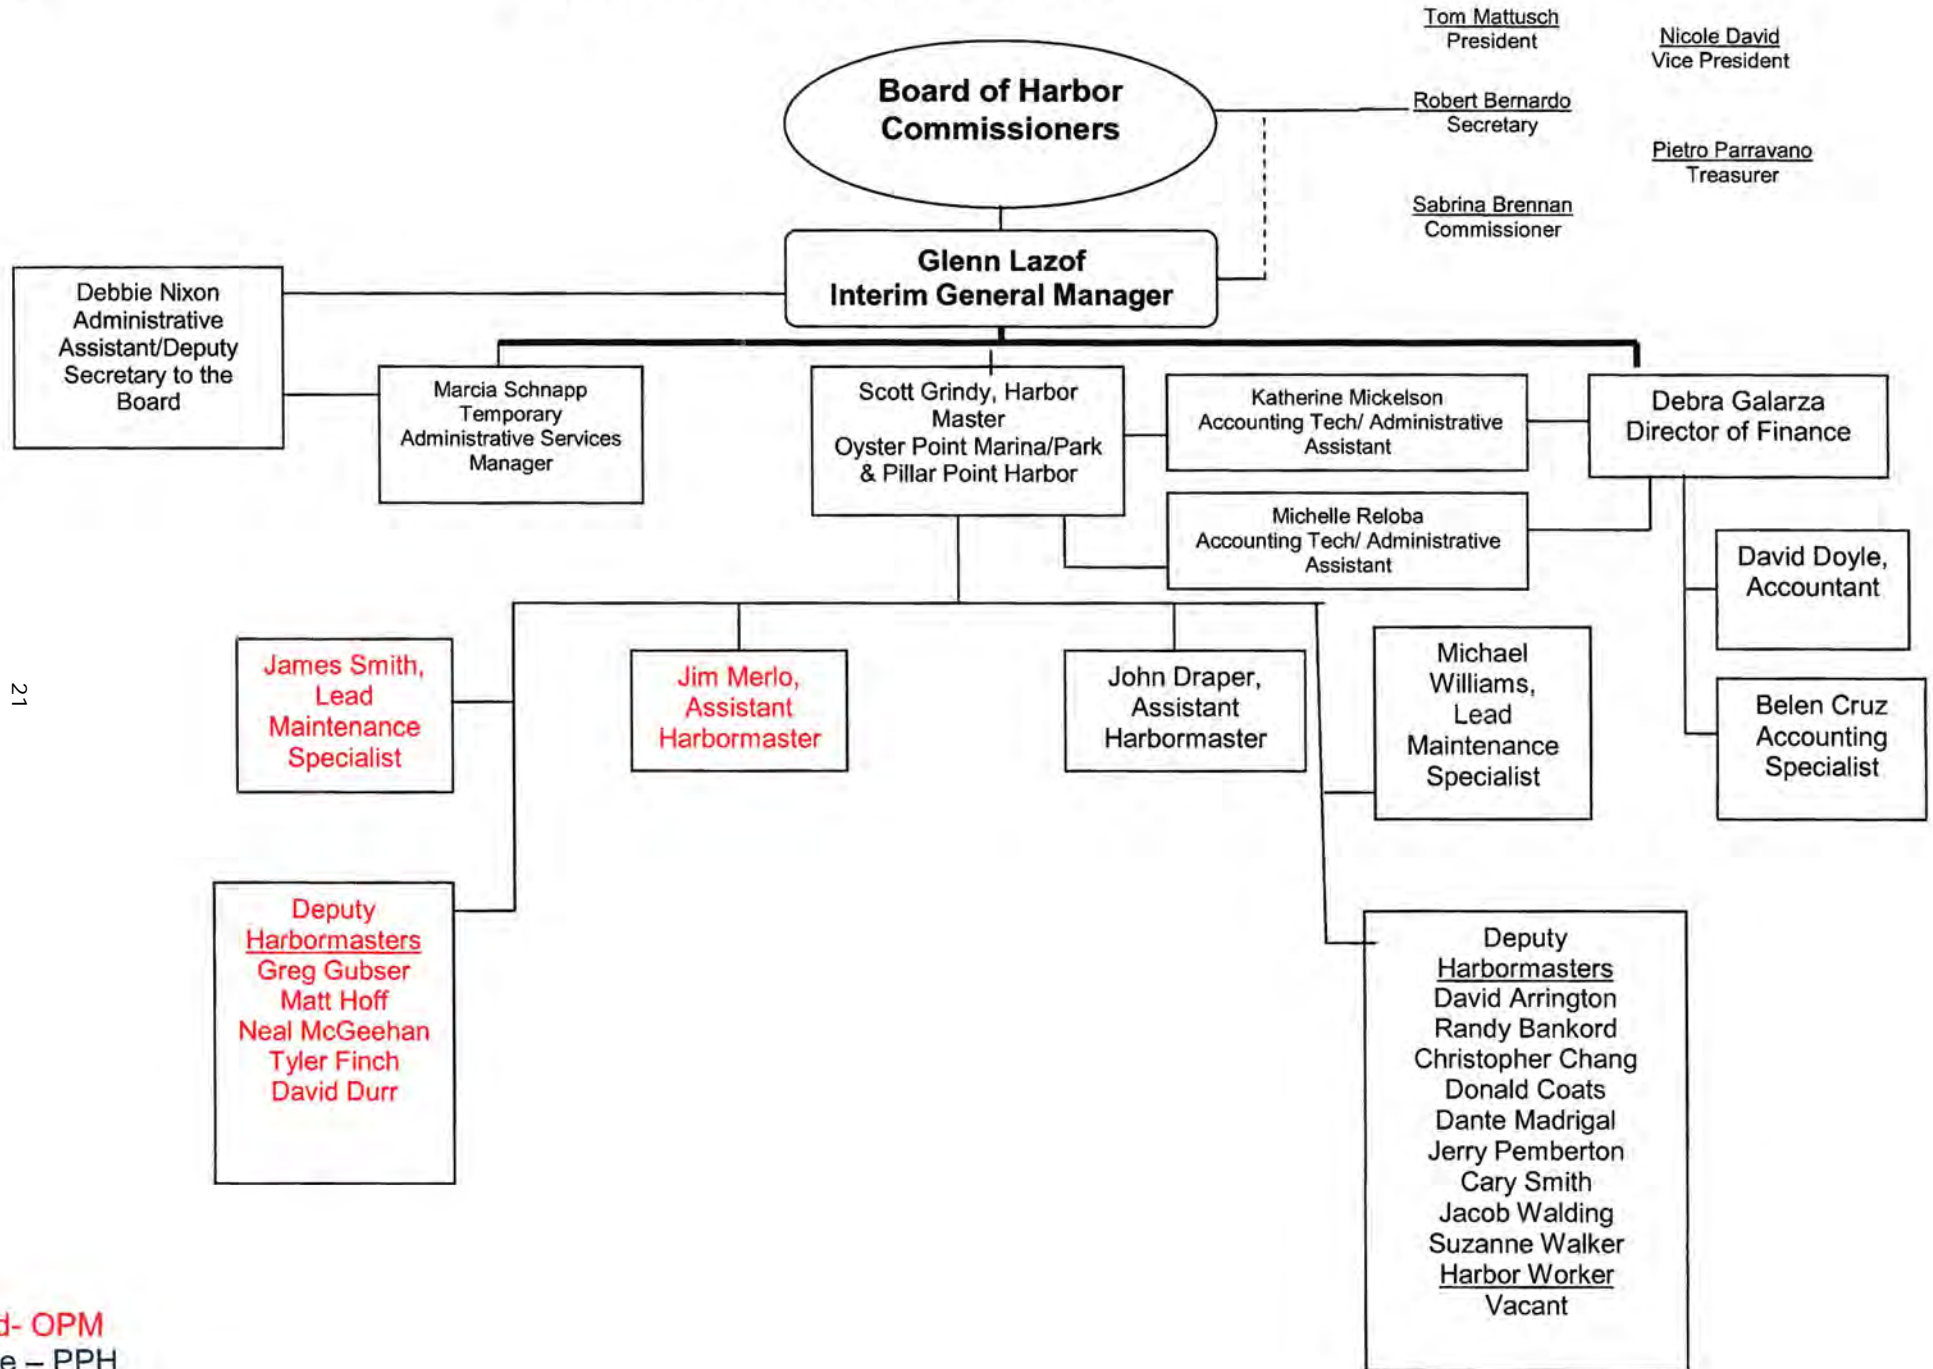 Tom Mattusch
President
Nicole David
Vice President
Board of Harbor
Commissioners
Robert Bernardo
Secretary
Pietro Parravano
Treasurer
Sabrina Brennan
Commissioner
Glenn Lazof
Interim General Manager
Debbie Nixon
Administrative
Assistant/Deputy
Secretary to the
Board
Marcia Schnapp
Temporary
Administrative Services
Manager
Scott Grindy, Harbor
Master
Oyster Point Marina/Park
& Pillar Point Harbor
Katherine Mickelson
Accounting Tech/ Administrative
Assistant
Debra Galarza
Director of Finance
Michelle Reloba
Accounting Tech/ Administrative
Assistant
David Doyle,
Accountant
Belen Cruz
Accounting
Specialist
James Smith,
Lead
Maintenance
Specialist
Jim Merlo,
Assistant
Harbormaster
John Draper,
Assistant
Harbormaster
Michael
Williams,
Lead
Maintenance
Specialist
21
Deputy
Harbormasters
Greg Gubser
Matt Hoff
Neal McGeehan
Tyler Finch
David Durr
Deputy
Harbormasters
David Arrington
Randy Bankord
Christopher Chang
Donald Coats
Dante Madrigal
Jerry Pemberton
Cary Smith
Jacob Walding
Suzanne Walker
Harbor Worker
Vacant
d- OPM
e – PPH